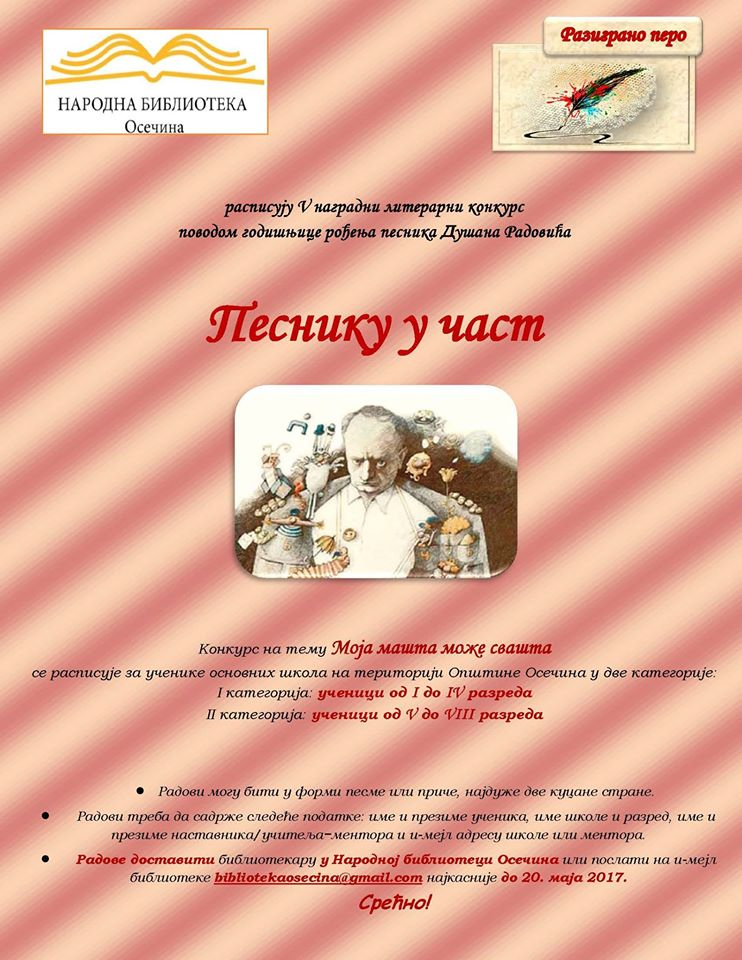 НАРОДНА БИБЛИОТЕКА
Осечина
Разиграно перо
расписују V наградни литерарни конкурс
поводом годишњице рођења песника Душана Радовића
Песнику у част
Конкурс на тему Моја машта може свашта
се расписује за ученике основних школа на територији Општине Осечина у две категорије:
I категорија: ученици од I до IV разреда
II категорија: ученици од V до VIII разреда
● Радови могу бити у форми песме или приче, најдуже две куцане стране.
● Радови треба да садрже следеће податке: име и презиме ученика, име школе и разред, име и
презиме наставника/учитеља-ментора и и-мејл адресу школе или ментора.
● Радове доставити библиотекару у Народној библиотеци Осечина или послати на и-мејл
библиотеке bibliotekaosecina@gmail.com најкасније до 20. маја 2017.
Срећно!